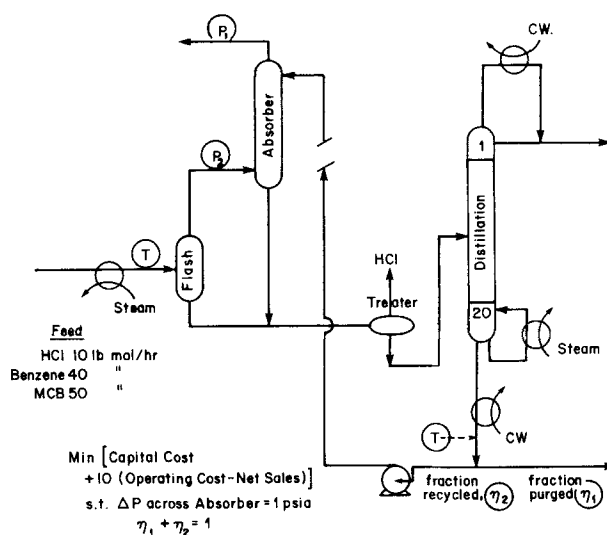 P₁
CW.
Absorber
P₂
1
Distillation
T
Flash
Steam
HCl
Treater
20
Steam
Feed
HCl 10 lb mol/hr
Benzene 40 "
MCB 50 "
T
CW
Min [Capital Cost
+10 (Operating Cost-Net Sales)]
s.t. ΔP across Absorber = 1 psia
η₁ + η₂ = 1
fraction recycled, η₂
fraction purged η₁